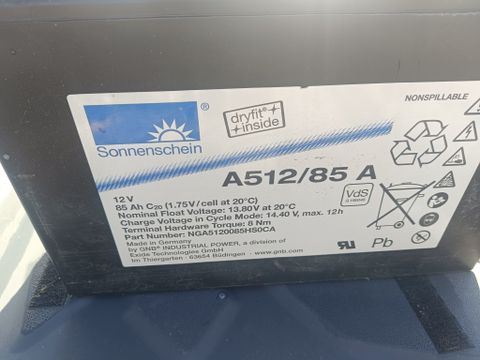 NONSPILLABLE
Sonnenschein
®
dryfit®
inside
A512/85 A
12 V
85 Ah C20 (1.75V/cell at 20°C)
Nominal Float Voltage: 13.80V at 20°C
Charge Voltage in Cycle Mode: 14.40 V, max. 12h
Terminal Hardware Torque: 8 Nm
Part Number: NGA5120085HS0CA
Made in Germany
by GNB® INDUSTRIAL POWER, a division of
Exide Technologies GmbH
Im Thiergarten · 63654 Büdingen · www.gnb.com
VdS
Pb